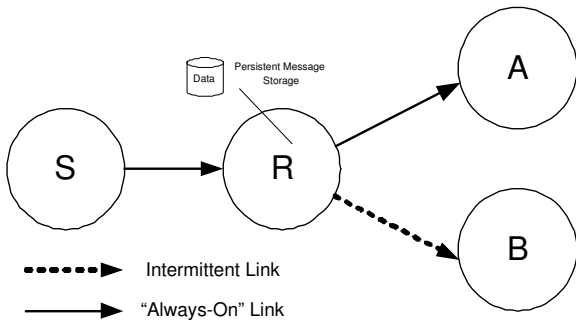 Data
Persistent Message
Storage
A
S
R
B
Intermittent Link
“Always-On” Link